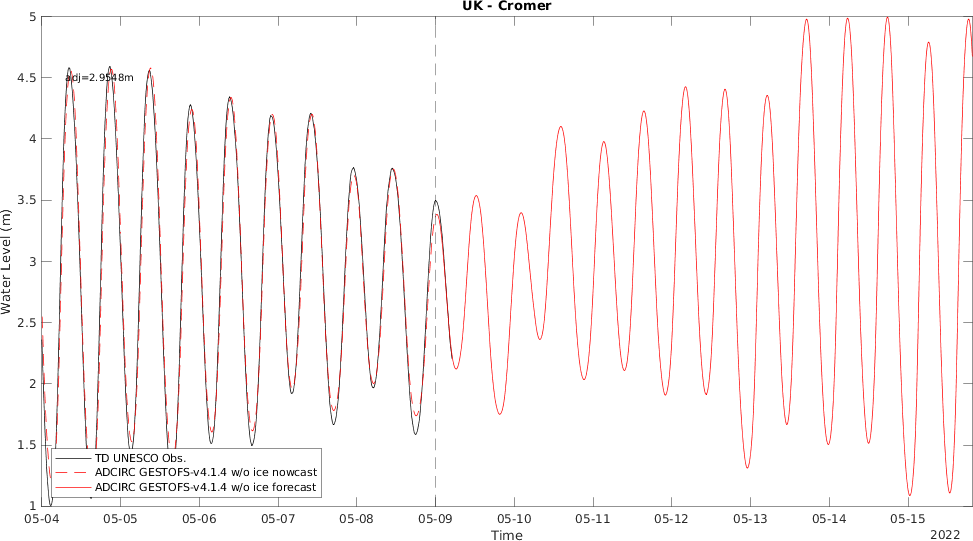 UK - Cromer
5
4.5
4
3.5
3
2.5
2
1.5
1
Water Level (m)
adj=2.9548m
TD UNESCO Obs.
ADCIRC GESTOFS-v4.1.4 w/o ice nowcast
ADCIRC GESTOFS-v4.1.4 w/o ice forecast
05-04 05-05 05-06 05-07 05-08 05-09 05-10 05-11 05-12 05-13 05-14 05-15
Time
2022